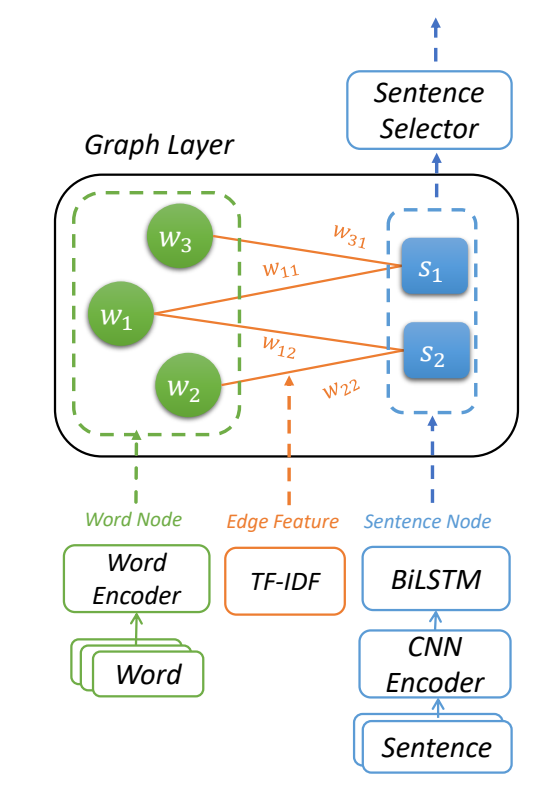 Sentence
Selector
Graph Layer
w₃
w₃₁
w₁₁
s₁
w₁
w₁₂
s₂
w₂
w₂₂
Word Node
Edge Feature
Sentence Node
Word
Encoder
TF-IDF
BiLSTM
CNN
Encoder
Word
Sentence